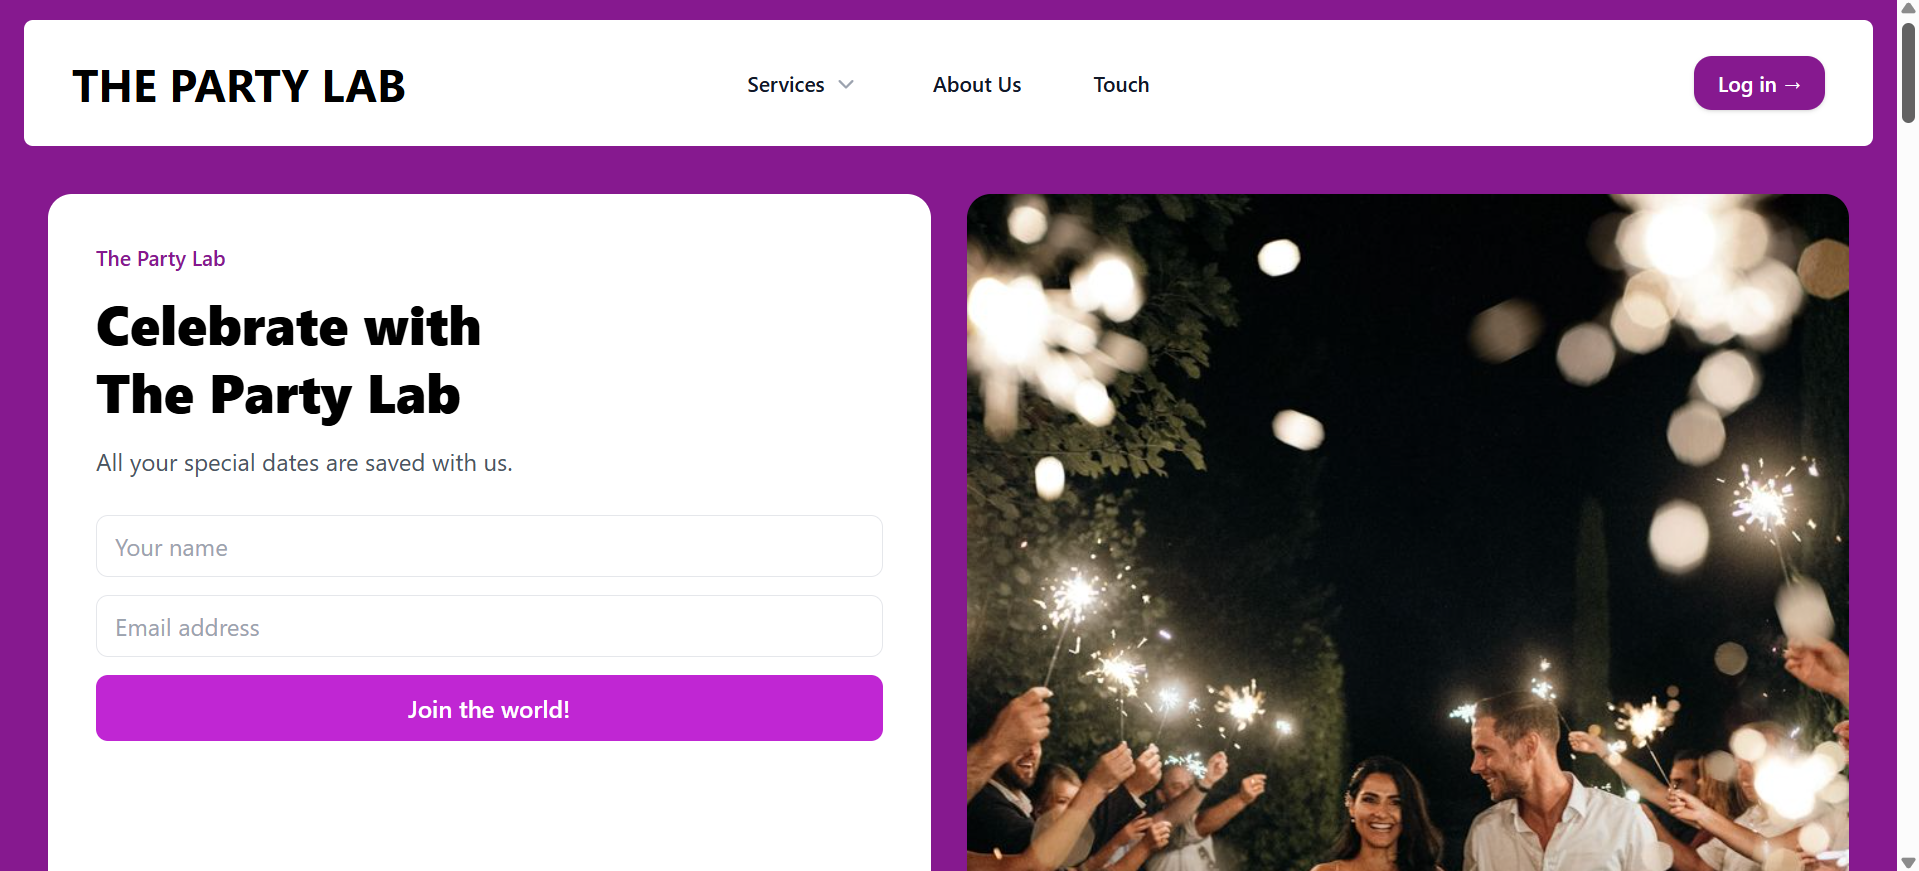 THE PARTY LAB
Services
About Us
Touch
Log in →
The Party Lab
Celebrate with
The Party Lab
All your special dates are saved with us.
Your name
Email address
Join the world!